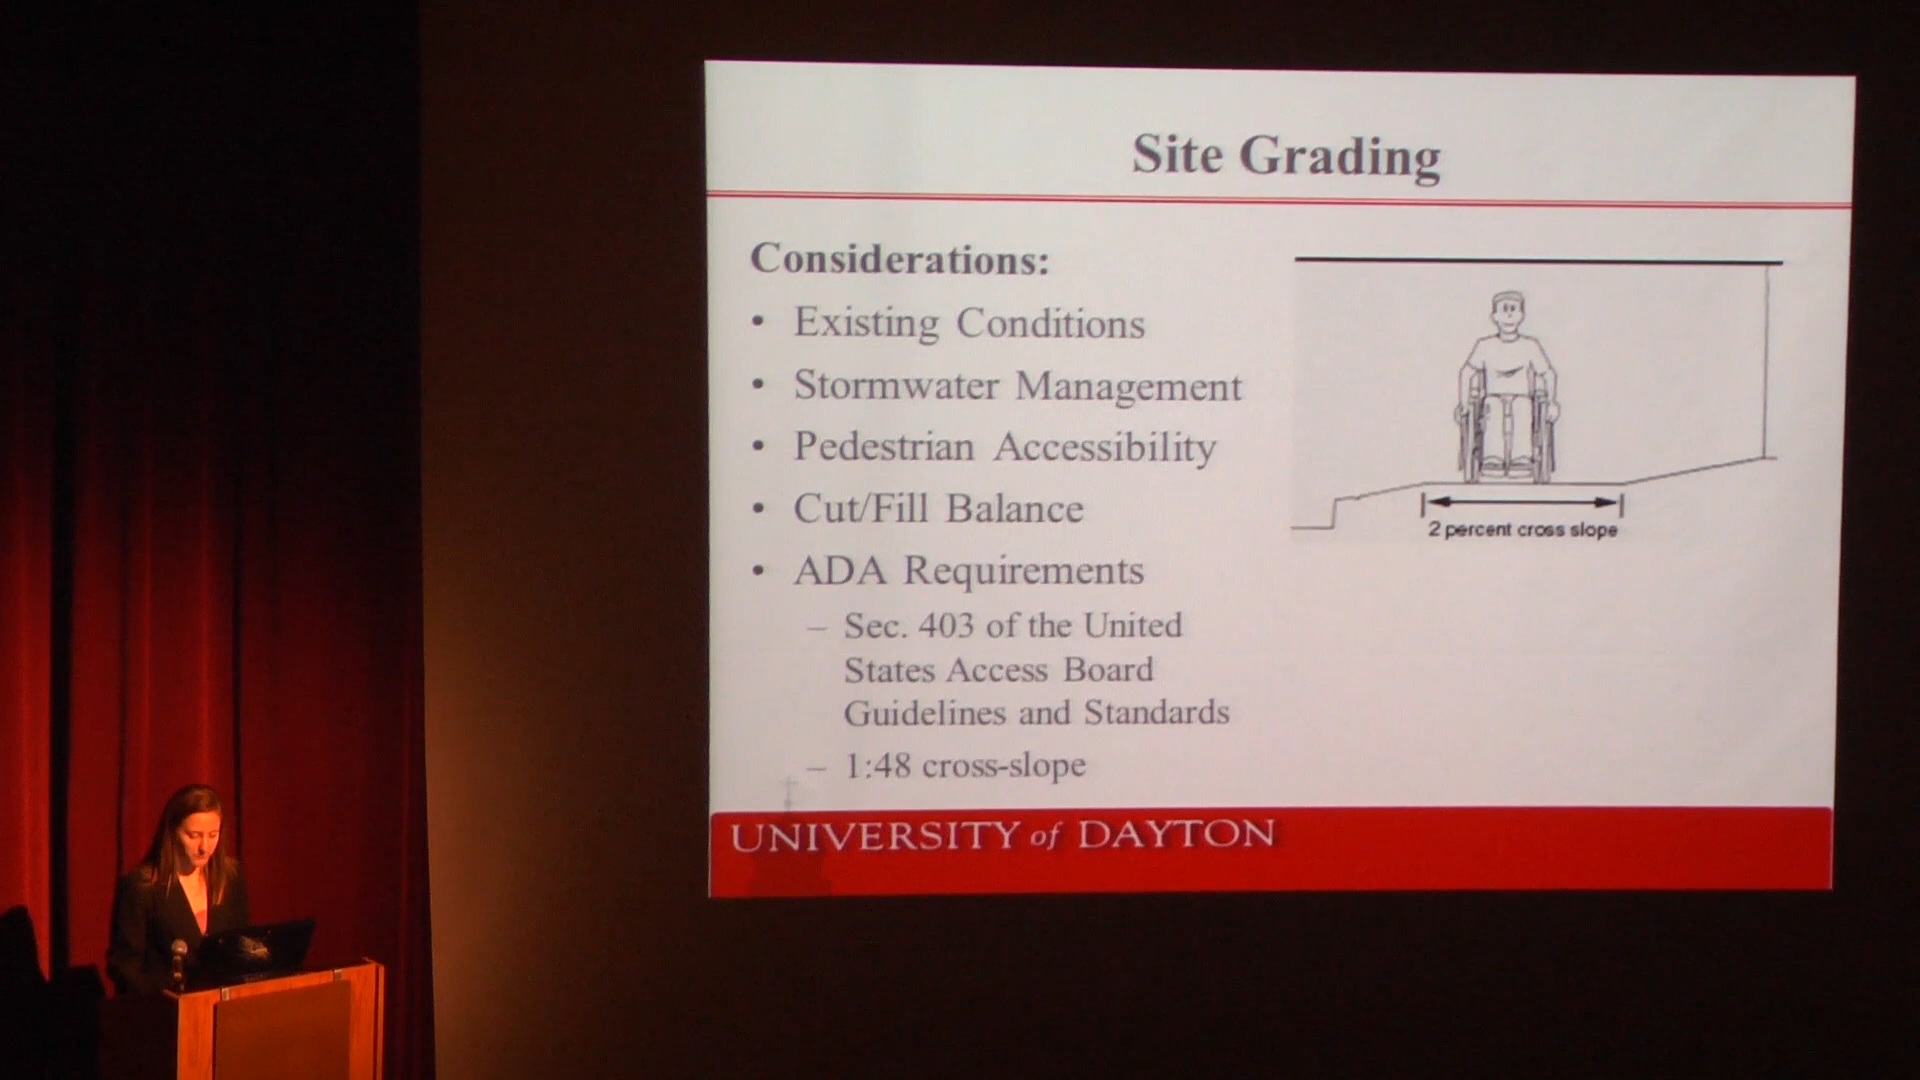 Site Grading
Considerations:
• Existing Conditions
• Stormwater Management
• Pedestrian Accessibility
• Cut/Fill Balance
• ADA Requirements
– Sec. 403 of the United
States Access Board
Guidelines and Standards
– 1:48 cross-slope
2 percent cross slope
UNIVERSITY of DAYTON